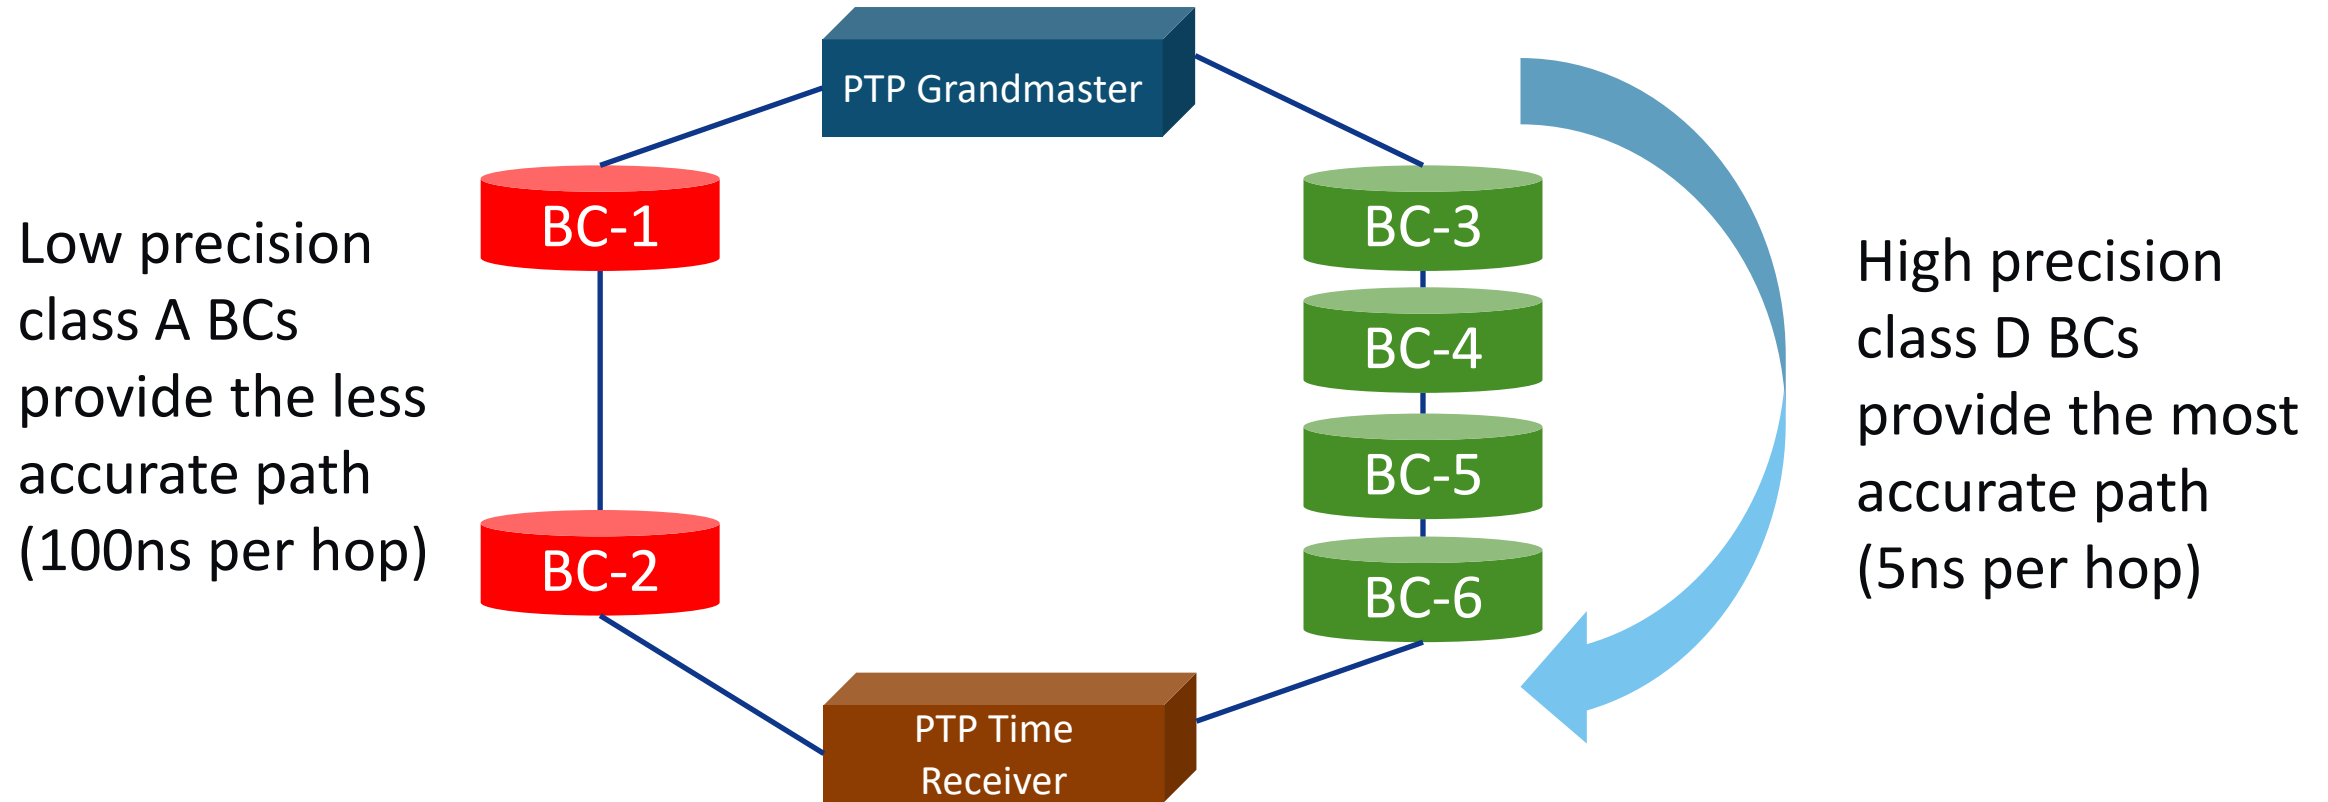 PTP Grandmaster
Low precision
class A BCs
provide the less
accurate path
(100ns per hop)
BC-1
BC-2
BC-3
BC-4
BC-5
BC-6
High precision
class D BCs
provide the most
accurate path
(5ns per hop)
PTP Time
Receiver